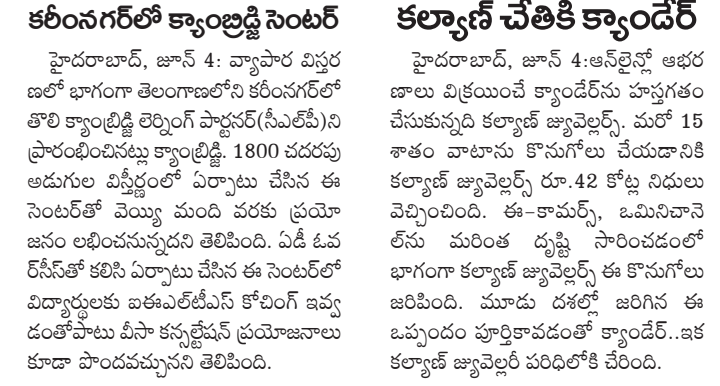 కరీంనగర్‌లో క్యాంబ్రిడ్జి సెంటర్
హైదరాబాద్, జూన్ 4: వ్యాపార విస్తర
ణలో భాగంగా తెలంగాణలోని కరీంనగర్‌లో
తొలి క్యాంబ్రిడ్జి లెర్నింగ్ పార్టనర్(సీఎల్‌పీ)ని
ప్రారంభించినట్లు క్యాంబ్రిడ్జి. 1800 చదరపు
అడుగుల విస్తీర్ణంలో ఏర్పాటు చేసిన ఈ
సెంటర్‌తో వెయ్యి మంది వరకు ప్రయో
జనం లభించనున్నదని తెలిపింది. ఏడీ ఓవ
ర్‌సీస్‌తో కలిసి ఏర్పాటు చేసిన ఈ సెంటర్‌లో
విద్యార్థులకు ఐఈఎల్‌టీఎస్ కోచింగ్ ఇవ్వ
డంతోపాటు వీసా కన్సల్టేషన్ ప్రయోజనాలు
కూడా పొందవచ్చునని తెలిపింది.
కల్యాణ్ చేతికి క్యాండేర్
హైదరాబాద్, జూన్ 4:ఆన్‌లైన్లో ఆభర
ణాలు విక్రయించే క్యాండేర్‌ను హస్తగతం
చేసుకున్నది కల్యాణ్ జ్యువెల్లర్స్. మరో 15
శాతం వాటాను కొనుగోలు చేయడానికి
కల్యాణ్ జ్యువెల్లర్స్ రూ.42 కోట్ల నిధులు
వెచ్చించింది. ఈ-కామర్స్, ఒమినిచానె
ల్‌ను మరింత దృష్టి సారించడంలో
భాగంగా కల్యాణ్ జ్యువెల్లర్స్ ఈ కొనుగోలు
జరిపింది. మూడు దశల్లో జరిగిన ఈ
ఒప్పందం పూర్తికావడంతో క్యాండేర్..ఇక
కల్యాణ్ జ్యువెల్లరీ పరిధిలోకి చేరింది.